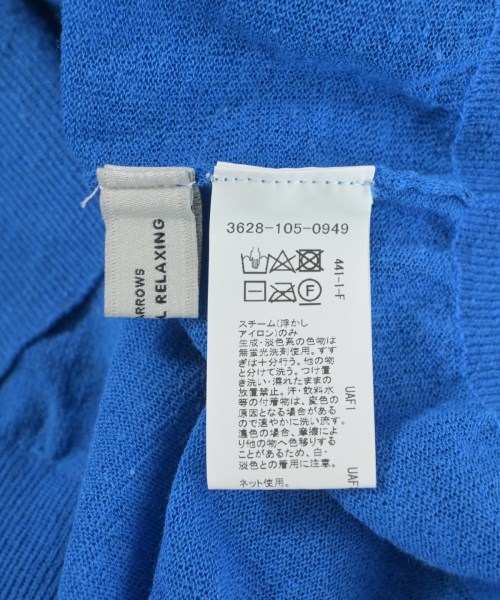 ARROWS
L RELAXING
3628-105-0949
441-I-F
スチーム(浮かし
アイロン)のみ
生成・淡色系の色物は
無蛍光洗剤使用。すす
ぎは十分行う。他の物
と分けて洗う。つけ置
き洗い・濡れたままの
放置禁止。汗・飲料水
等の付着物は、変色の
原因となる場合がある
ので速やかに洗い流す。
濃色の場合、摩擦によ
り他の物へ色移りする
ことがあるため、白・
淡色との着用に注意。
ネット使用。
UAF1
UAF1